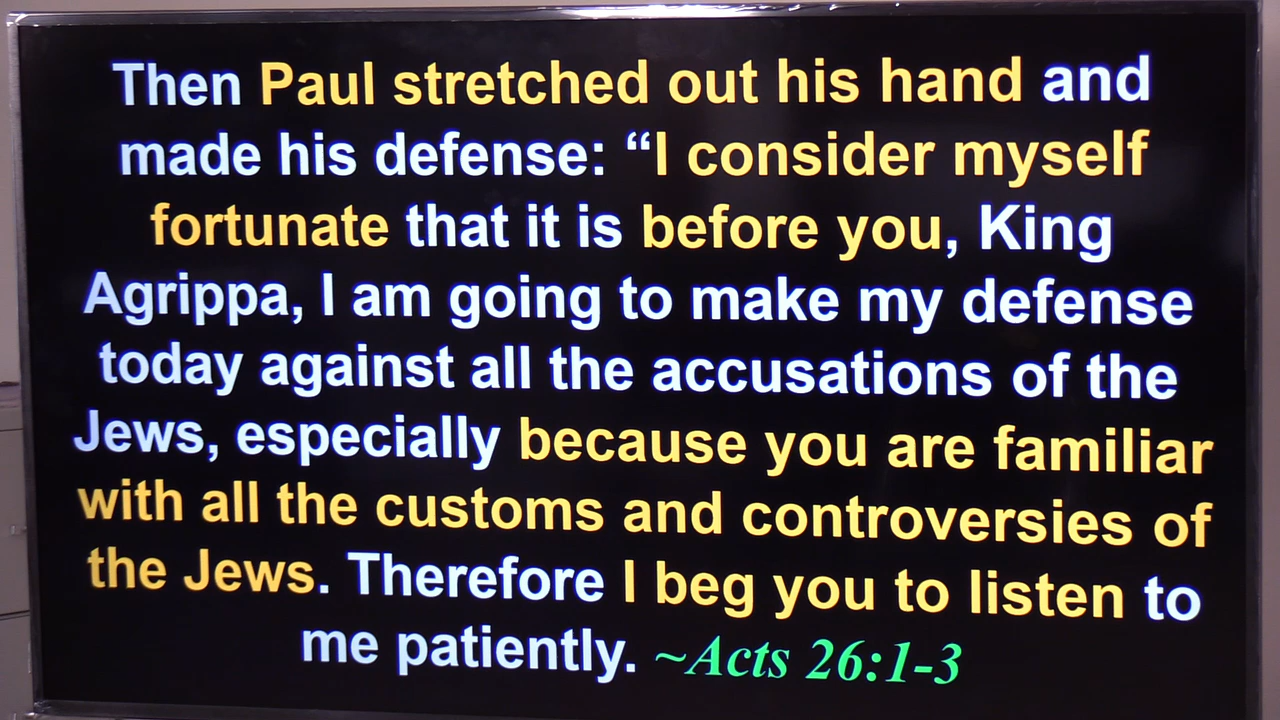 Then Paul stretched out his hand and
made his defense: “I consider myself
fortunate that it is before you, King
Agrippa, I am going to make my defense
today against all the accusations of the
Jews, especially because you are familiar
with all the customs and controversies of
the Jews. Therefore I beg you to listen to
me patiently. ~Acts 26:1-3